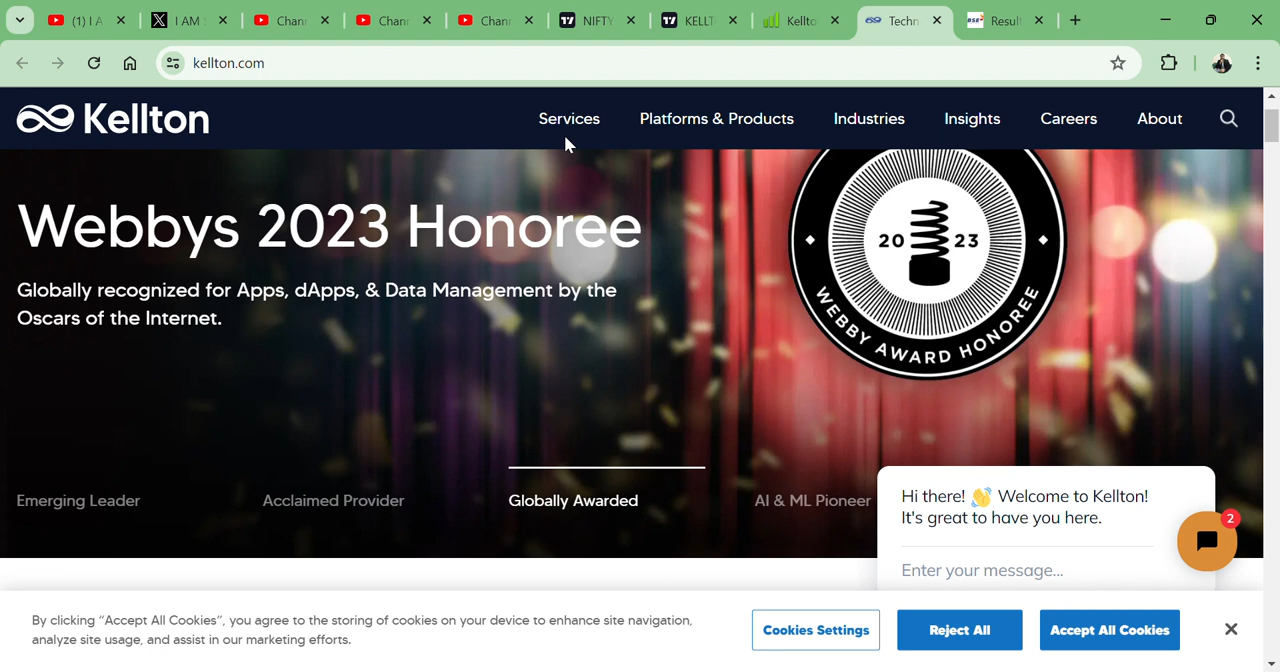 (1) I A
I AM
Chann
Chann
Chann
NIFTY
KELLT
Kellto
Techn
BSE
Result
kellton.com
Kellton
Services
Platforms & Products
Industries
Insights
Careers
About
Webbys 2023 Honoree
Globally recognized for Apps, dApps, & Data Management by the
Oscars of the Internet.
20 23
WEBBY AWARD HONOREE
Emerging Leader
Acclaimed Provider
Globally Awarded
AI & ML Pioneer
Hi there! 👋 Welcome to Kellton!
It's great to have you here.
2
Enter your message...
By clicking “Accept All Cookies”, you agree to the storing of cookies on your device to enhance site navigation,
analyze site usage, and assist in our marketing efforts.
Cookies Settings
Reject All
Accept All Cookies